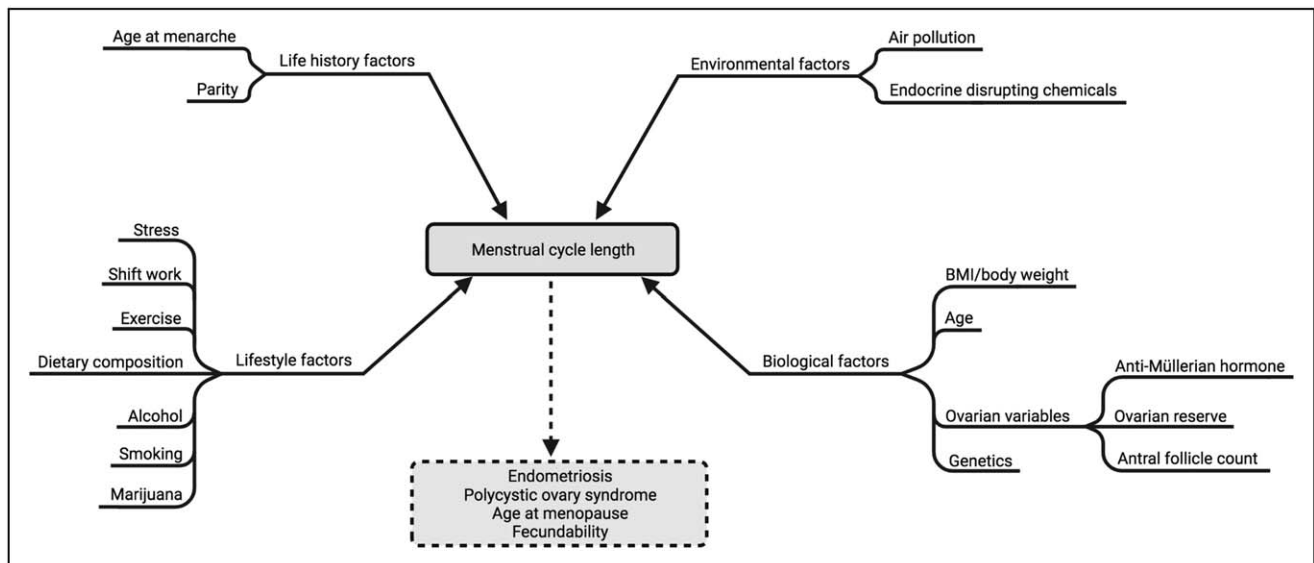 Age at menarche
Life history factors
Parity
Air pollution
Environmental factors
Endocrine disrupting chemicals
Menstrual cycle length
Stress
Shift work
Exercise
Dietary composition
Lifestyle factors
Alcohol
Smoking
Marijuana
BMI/body weight
Age
Biological factors
Anti-Müllerian hormone
Ovarian variables
Ovarian reserve
Genetics
Antral follicle count
Endometriosis
Polycystic ovary syndrome
Age at menopause
Fecundability